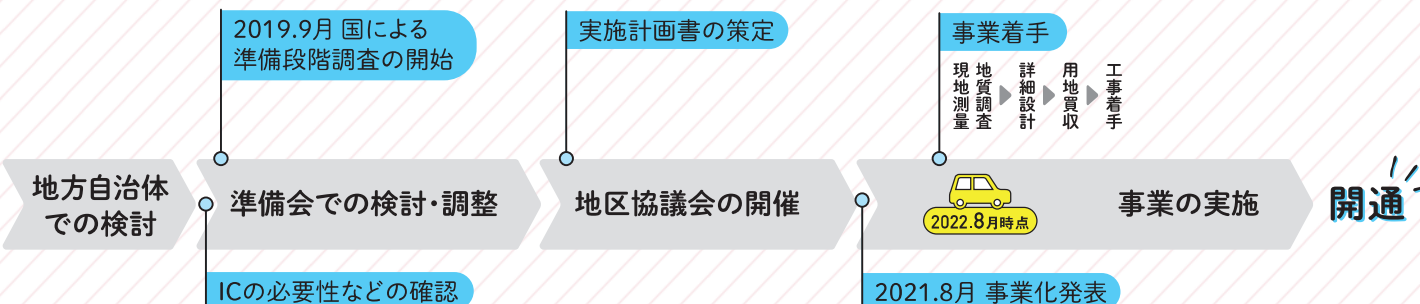 2019.9月 国による
準備段階調査の開始
実施計画書の策定
事業着手
現地測量
地質調査
詳細設計
用地買収
工事着手
地方自治体
での検討
準備会での検討・調整
地区協議会の開催
2022.8月時点
事業の実施
開通
ICの必要性などの確認
2021.8月 事業化発表